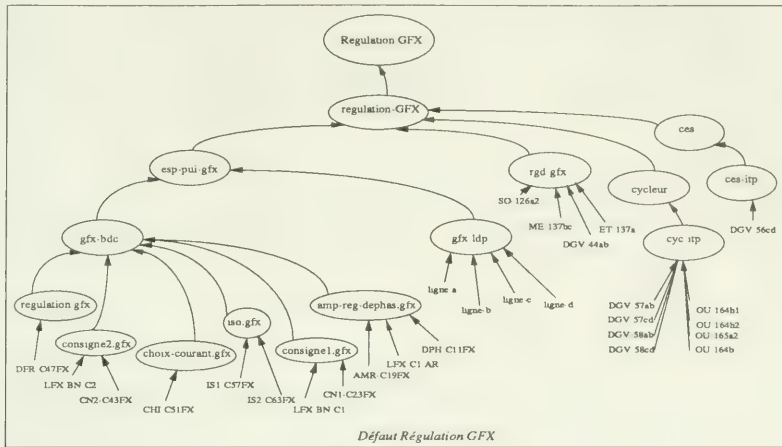 Regulation GFX
regulation-GFX
ces
esp-pui-gfx
rgd gfx
cycleur
ces-itp
SO 126a2
ME 137bc
DGV 44ab
ET 137a
DGV 56cd
gfx-bdc
gfx ldp
cyc itp
ligne a
ligne-b
ligne-c
ligne-d
regulation gfx
consigne2.gfx
choix-courant.gfx
iso.gfx
consigne1.gfx
amp-reg-dephas.gfx
DGV 57ab
DGV 57cd
DGV 58ab
DGV 58cd
OU 164b1
OU 164b2
OU 165a2
OU 164b
DFR C47FX
LFX BN C2
CN2-C43FX
CHI C51FX
IS1 C57FX
IS2 C63FX
LFX BN C1
CN1-C23FX
AMR-C19FX
LFX C1 AR
DPH C11FX
Défaut Régulation GFX